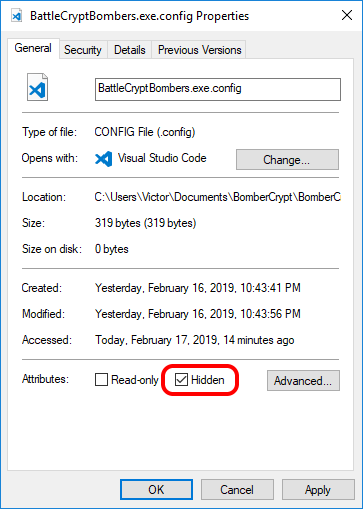 BattleCryptBombers.exe.config Properties
General Security Details Previous Versions
BattleCryptBombers.exe.config
Type of file: CONFIG File (.config)
Opens with: Visual Studio Code Change...
Location: C:\Users\Victor\Documents\BomberCrypt\BomberC
Size: 319 bytes (319 bytes)
Size on disk: 0 bytes
Created: Yesterday, February 16, 2019, 10:43:41 PM
Modified: Yesterday, February 16, 2019, 10:43:56 PM
Accessed: Today, February 17, 2019, 14 minutes ago
Attributes: Read-only Hidden Advanced...
OK Cancel Apply